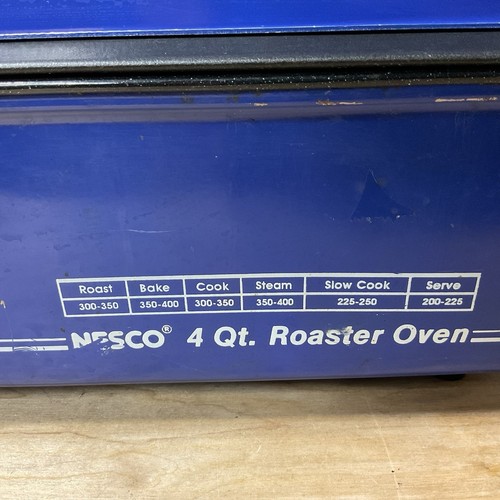 Roast Bake Cook Steam Slow Cook Serve
300-350 350-400 300-350 350-400 225-250 200-225
NESCO® 4 Qt. Roaster Oven